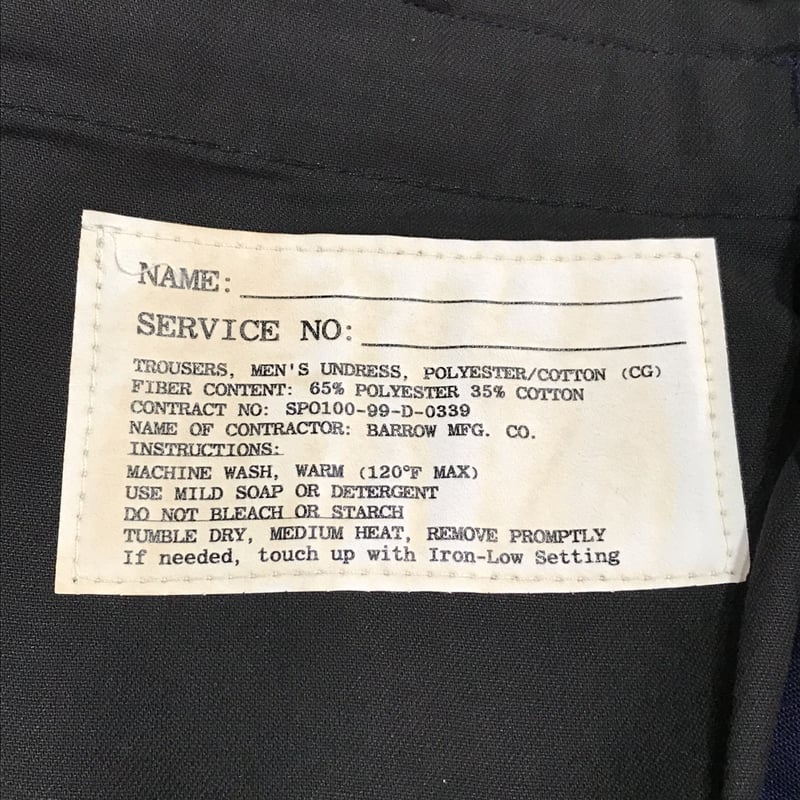 NAME:
SERVICE NO:
TROUSERS, MEN'S UNDRESS, POLYESTER/COTTON (CG)
FIBER CONTENT: 65% POLYESTER 35% COTTON
CONTRACT NO: SPO100-99-D-0339
NAME OF CONTRACTOR: BARROW MFG. CO.
INSTRUCTIONS:
MACHINE WASH, WARM (120°F MAX)
USE MILD SOAP OR DETERGENT
DO NOT BLEACH OR STARCH
TUMBLE DRY, MEDIUM HEAT, REMOVE PROMPTLY
If needed, touch up with Iron-Low Setting